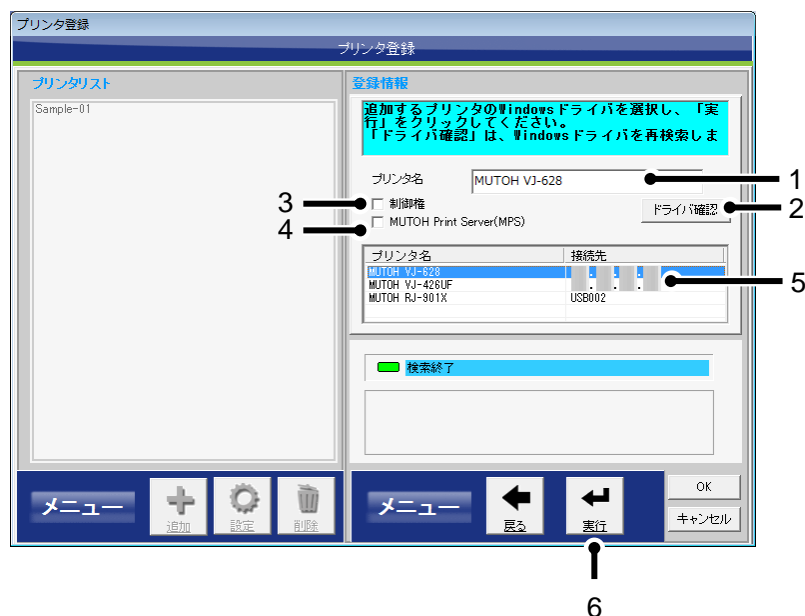 プリンタ登録
プリンタ登録
プリンタリスト
Sample-01
登録情報
追加するプリンタのWindowsドライバを選択し、「実
行」をクリックしてください。
「ドライバ確認」は、Windowsドライバを再検索しま
プリンタ名 MUTOH VJ-628
1
3
制御権
ドライバ確認
2
4
MUTOH Print Server(MPS)
プリンタ名 接続先
MUTOH VJ-628 . . .
MUTOH VJ-426UF . . .
5
MUTOH RJ-901X USB002
検索終了
メニュー
追加
設定
削除
メニュー
戻る
実行
OK
キャンセル
6